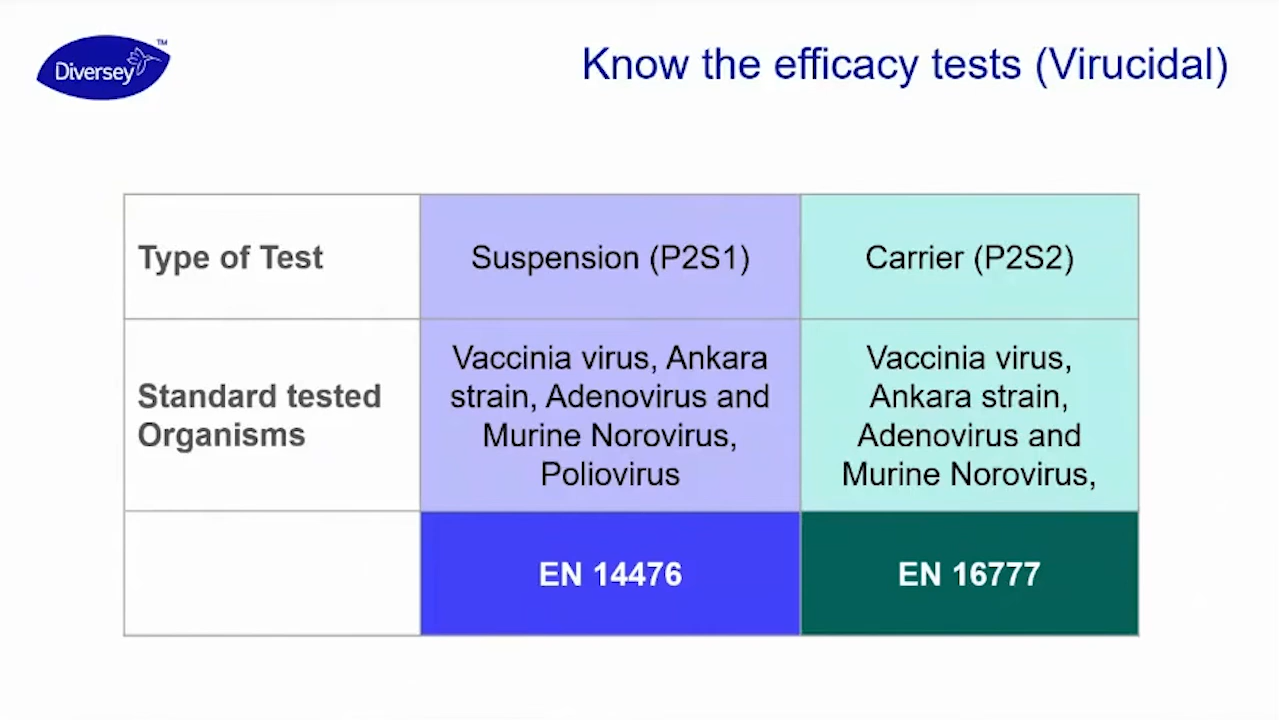 Diversey™
Know the efficacy tests (Virucidal)
Type of Test
Suspension (P2S1)
Carrier (P2S2)
Standard tested
Organisms
Vaccinia virus, Ankara
strain, Adenovirus and
Murine Norovirus,
Poliovirus
Vaccinia virus,
Ankara strain,
Adenovirus and
Murine Norovirus,
EN 14476
EN 16777